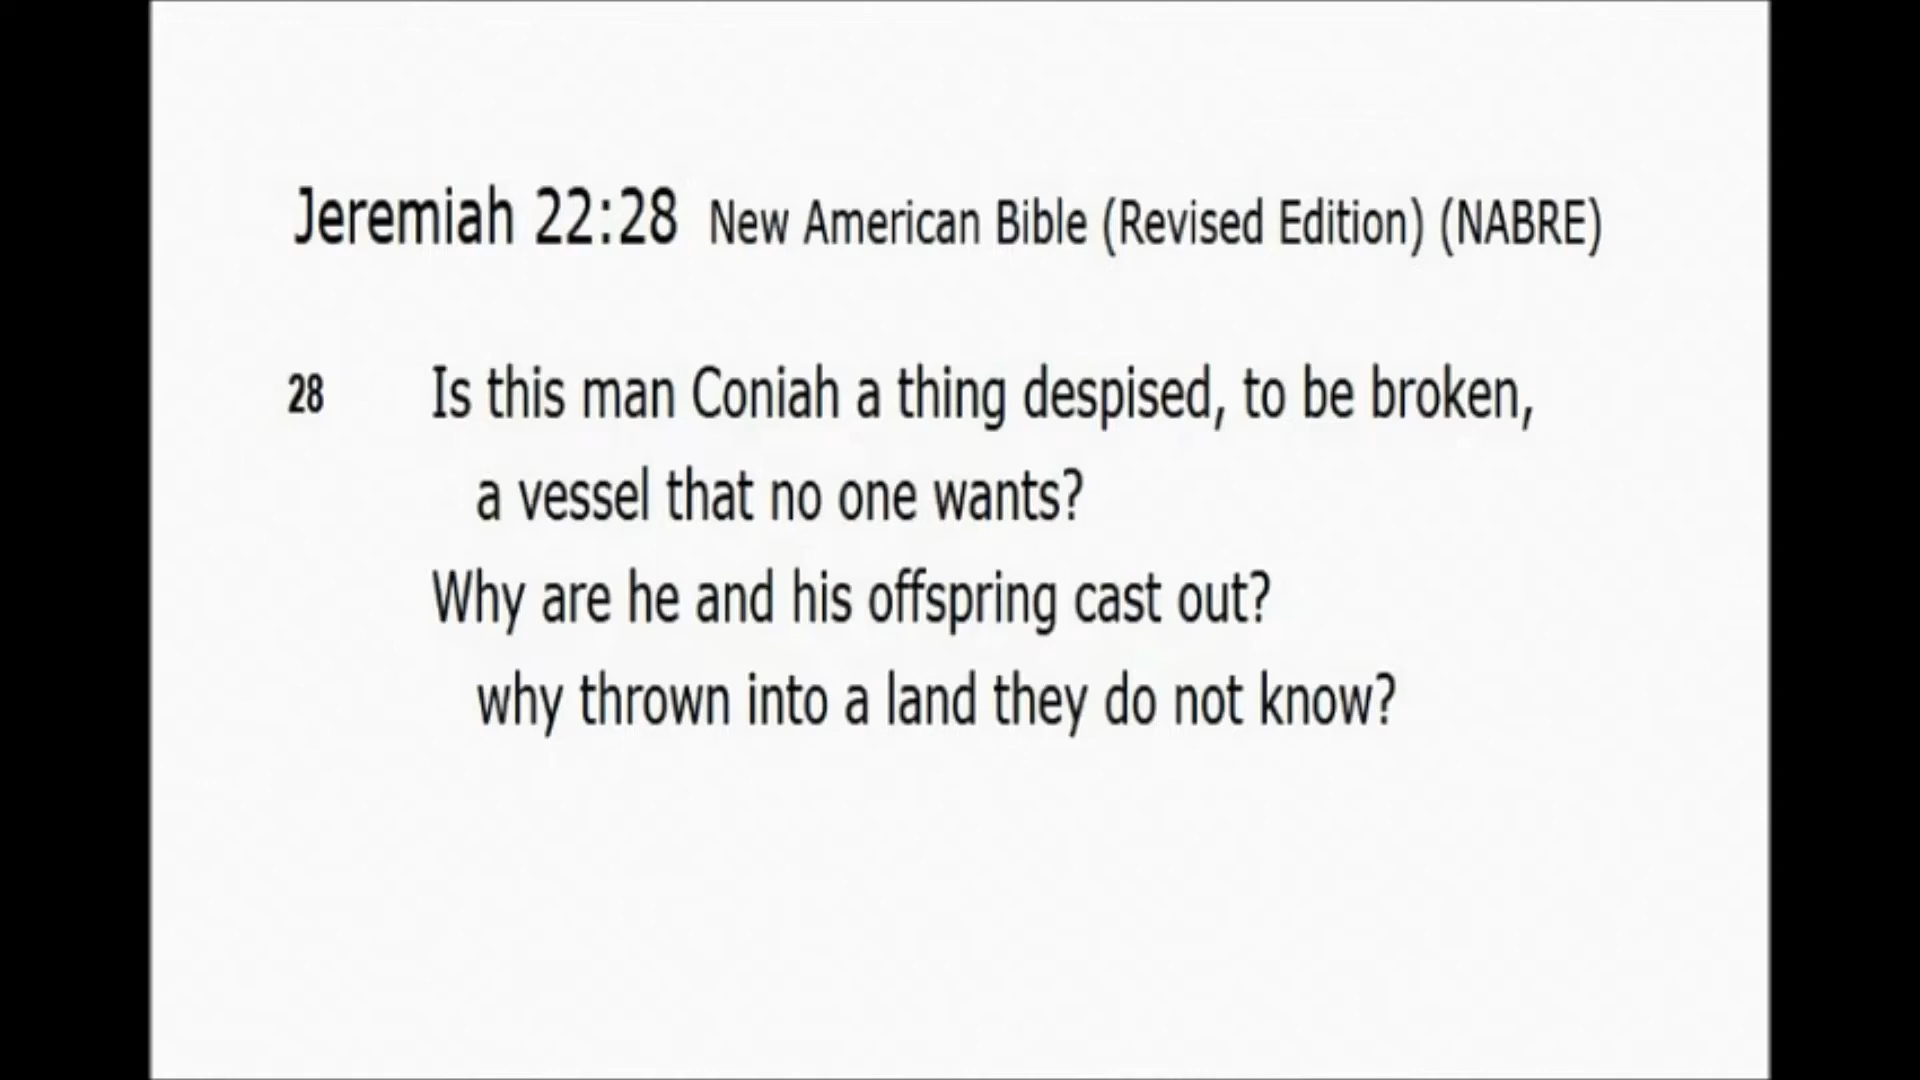 Jeremiah 22:28 New American Bible (Revised Edition) (NABRE)
28 Is this man Coniah a thing despised, to be broken,
a vessel that no one wants?
Why are he and his offspring cast out?
why thrown into a land they do not know?